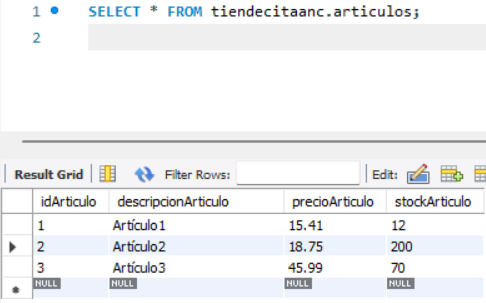 1 SELECT * FROM tiendecitaanc.articulos;
2
Result Grid Filter Rows: Edit:
idArticulo descripcionArticulo precioArticulo stockArticulo
1 Artículo1 15.41 12
2 Artículo2 18.75 200
3 Artículo3 45.99 70
NULL NULL NULL NULL